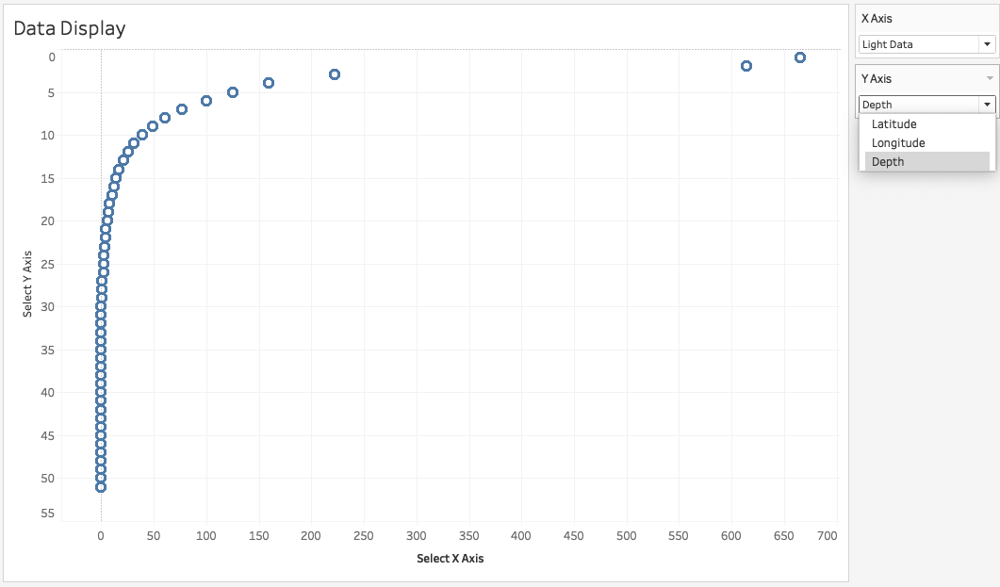 Data Display
0
5
10
15
20
25
30
35
40
45
50
55
Select Y Axis
0 50 100 150 200 250 300 350 400 450 500 550 600 650 700
Select X Axis
X Axis
Light Data
Y Axis
Depth
Latitude
Longitude
Depth